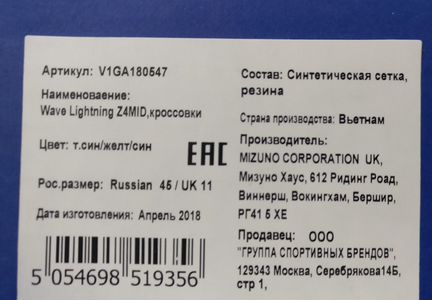 Артикул: V1GA180547
Наименоваение:
Wave Lightning Z4MID,кроссовки
Цвет: т.син/желт/син
EAC
Рос.размер: Russian 45 / UK 11
Дата изготовления: Апрель 2018
5 054698 519356
Состав: Синтетическая сетка,
резина
Страна производства: Вьетнам
Производитель:
MIZUNO CORPORATION UK,
Мизуно Хаус, 612 Ридинг Роад,
Виннерш, Вокингхам, Бершир,
РГ41 5 ХЕ
Продавец: ООО
"ГРУППА СПОРТИВНЫХ БРЕНДОВ",
129343 Москва, Серебрякова14Б,
стр 1,